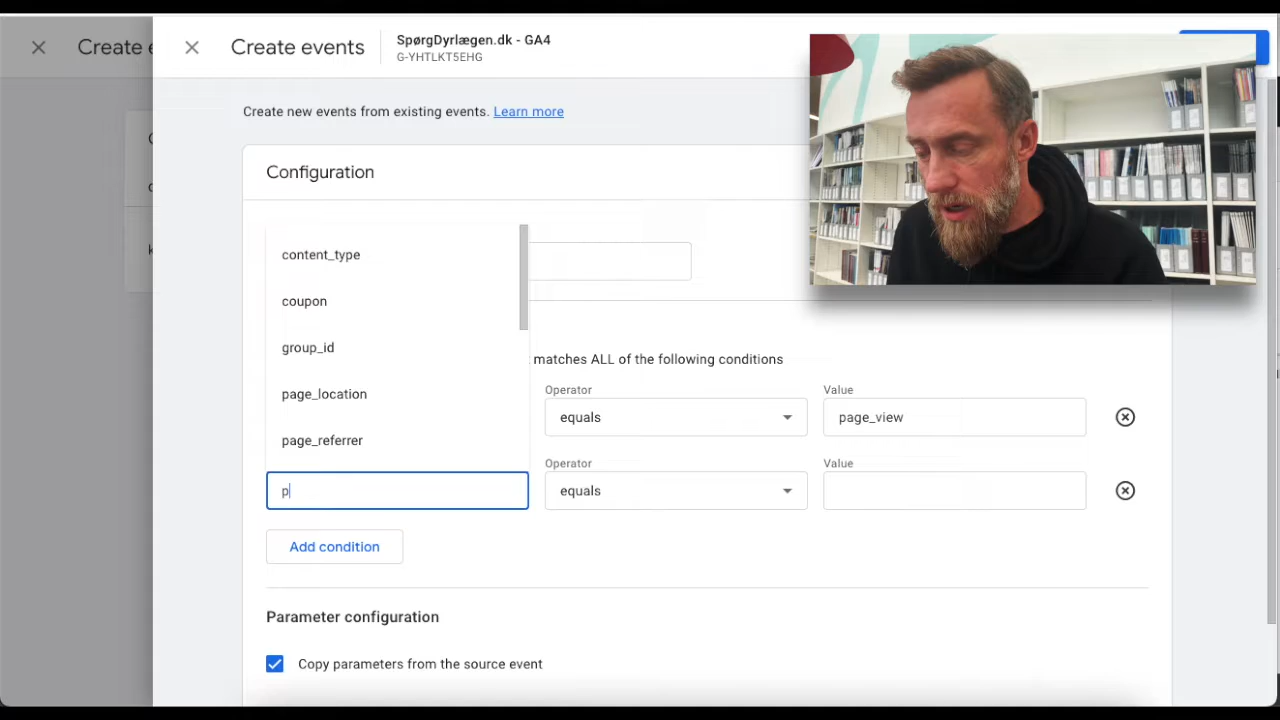 Create e
Create events
SpørgDyrlægen.dk - GA4
G-YHTLKT5EHG
Create new events from existing events. Learn more
Configuration
content_type
coupon
group_id
page_location
page_referrer
matches ALL of the following conditions
Operator
Value
equals
page_view
Operator
Value
p
equals
Add condition
Parameter configuration
Copy parameters from the source event